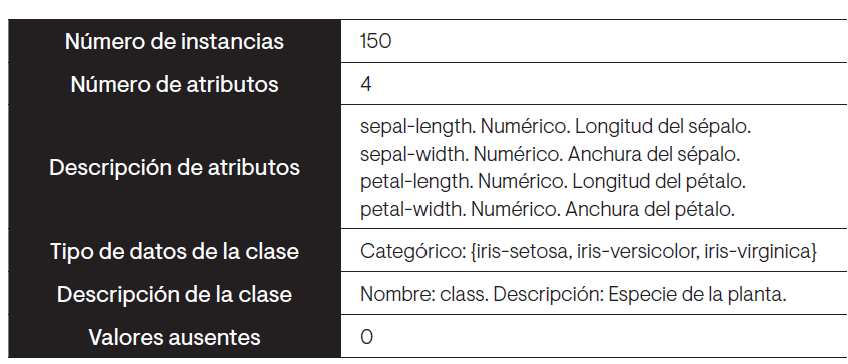 Número de instancias
150
Número de atributos
4
Descripción de atributos
sepal-length. Numérico. Longitud del sépalo.
sepal-width. Numérico. Anchura del sépalo.
petal-length. Numérico. Longitud del pétalo.
petal-width. Numérico. Anchura del pétalo.
Tipo de datos de la clase
Categórico: {iris-setosa, iris-versicolor, iris-virginica}
Descripción de la clase
Nombre: class. Descripción: Especie de la planta.
Valores ausentes
0